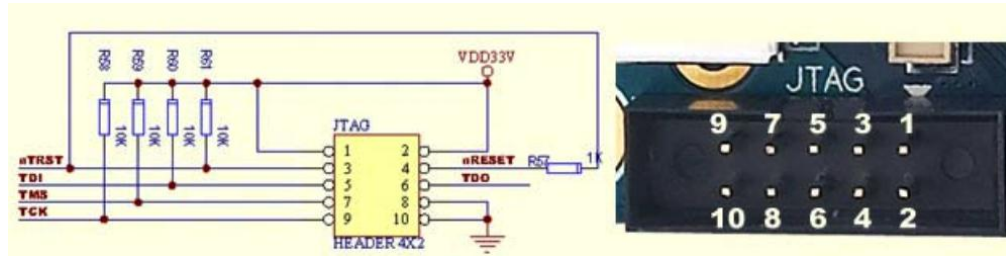 R58 R59 R60 R61
VDD33V
10K 10K 10K 10K
JTAG
1 2
nTRST 3 4 nRESET R57 1K
TDI 5 6 TDO
TMS 7 8
TCK 9 10
HEADER 4X2
JTAG
9 7 5 3 1
10 8 6 4 2